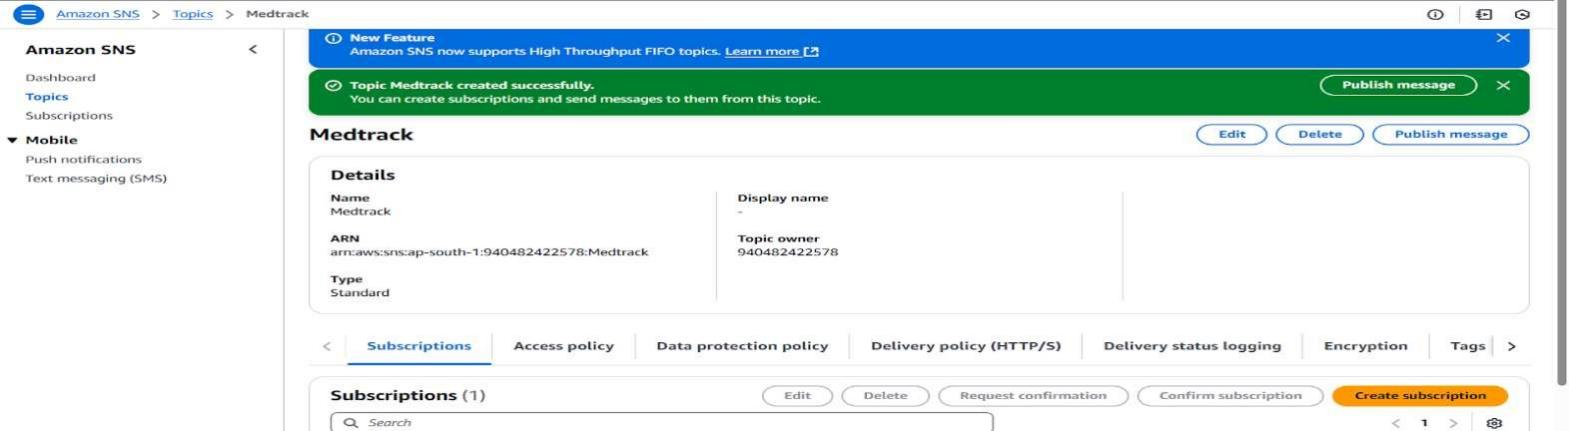 Amazon SNS > Topics > Medtrack
Amazon SNS
Dashboard
Topics
Subscriptions
Mobile
Push notifications
Text messaging (SMS)
New Feature
Amazon SNS now supports High Throughput FIFO topics. Learn more
Topic Medtrack created successfully.
You can create subscriptions and send messages to them from this topic.
Publish message
Medtrack
Edit Delete Publish message
Details
Name
Medtrack
ARN
arn:aws:sns:ap-south-1:940482422578:Medtrack
Type
Standard
Display name
-
Topic owner
940482422578
Subscriptions Access policy Data protection policy Delivery policy (HTTP/S) Delivery status logging Encryption Tags
Subscriptions (1)
Edit Delete Request confirmation Confirm subscription Create subscription
Search
< 1 >